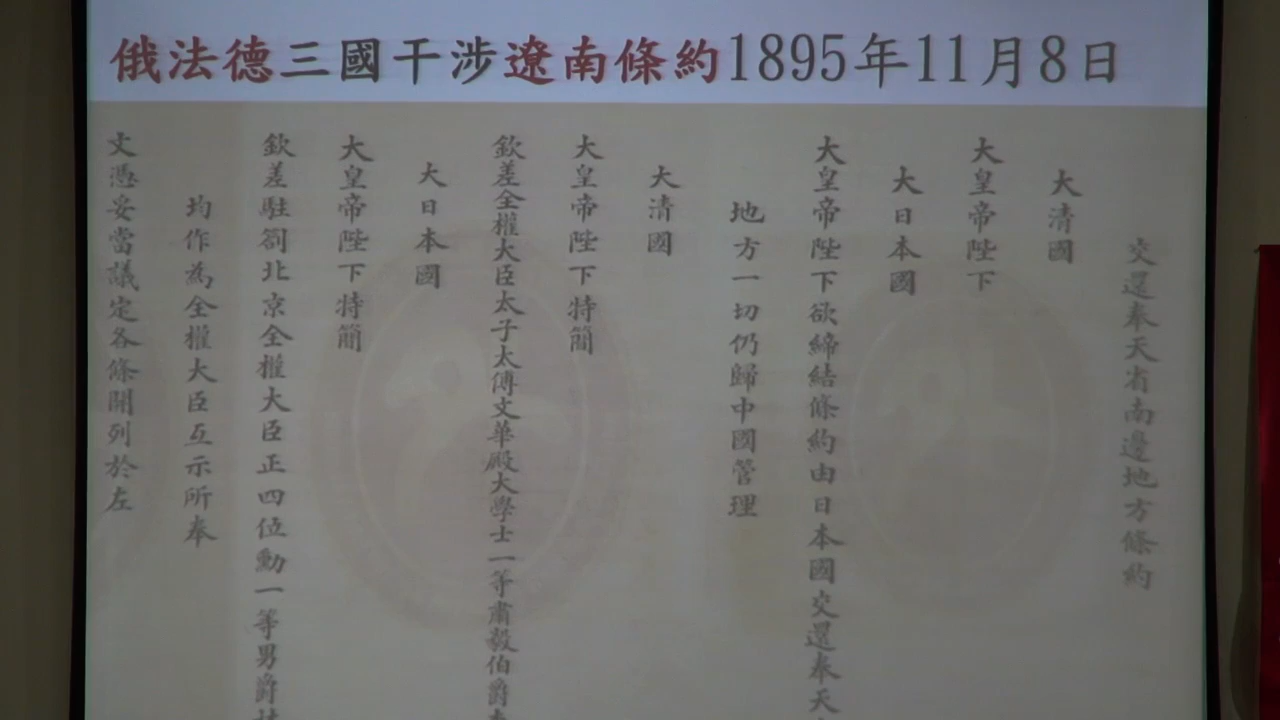 俄法德三國干涉遼南條約1895年11月8日
交還奉天省南邊地方條約
大清國
大皇帝陛下
大日本國
大皇帝陛下欲締結條約由日本國交還奉天
地方一切仍歸中國管理
大清國
大皇帝陛下特簡
欽差全權大臣太子太傅文華殿大學士一等肅毅伯爵
大日本國
大皇帝陛下特簡
欽差駐劄北京全權大臣正四位勳一等男爵
均作為全權大臣互示所奉
文憑妥當議定各條開列於左